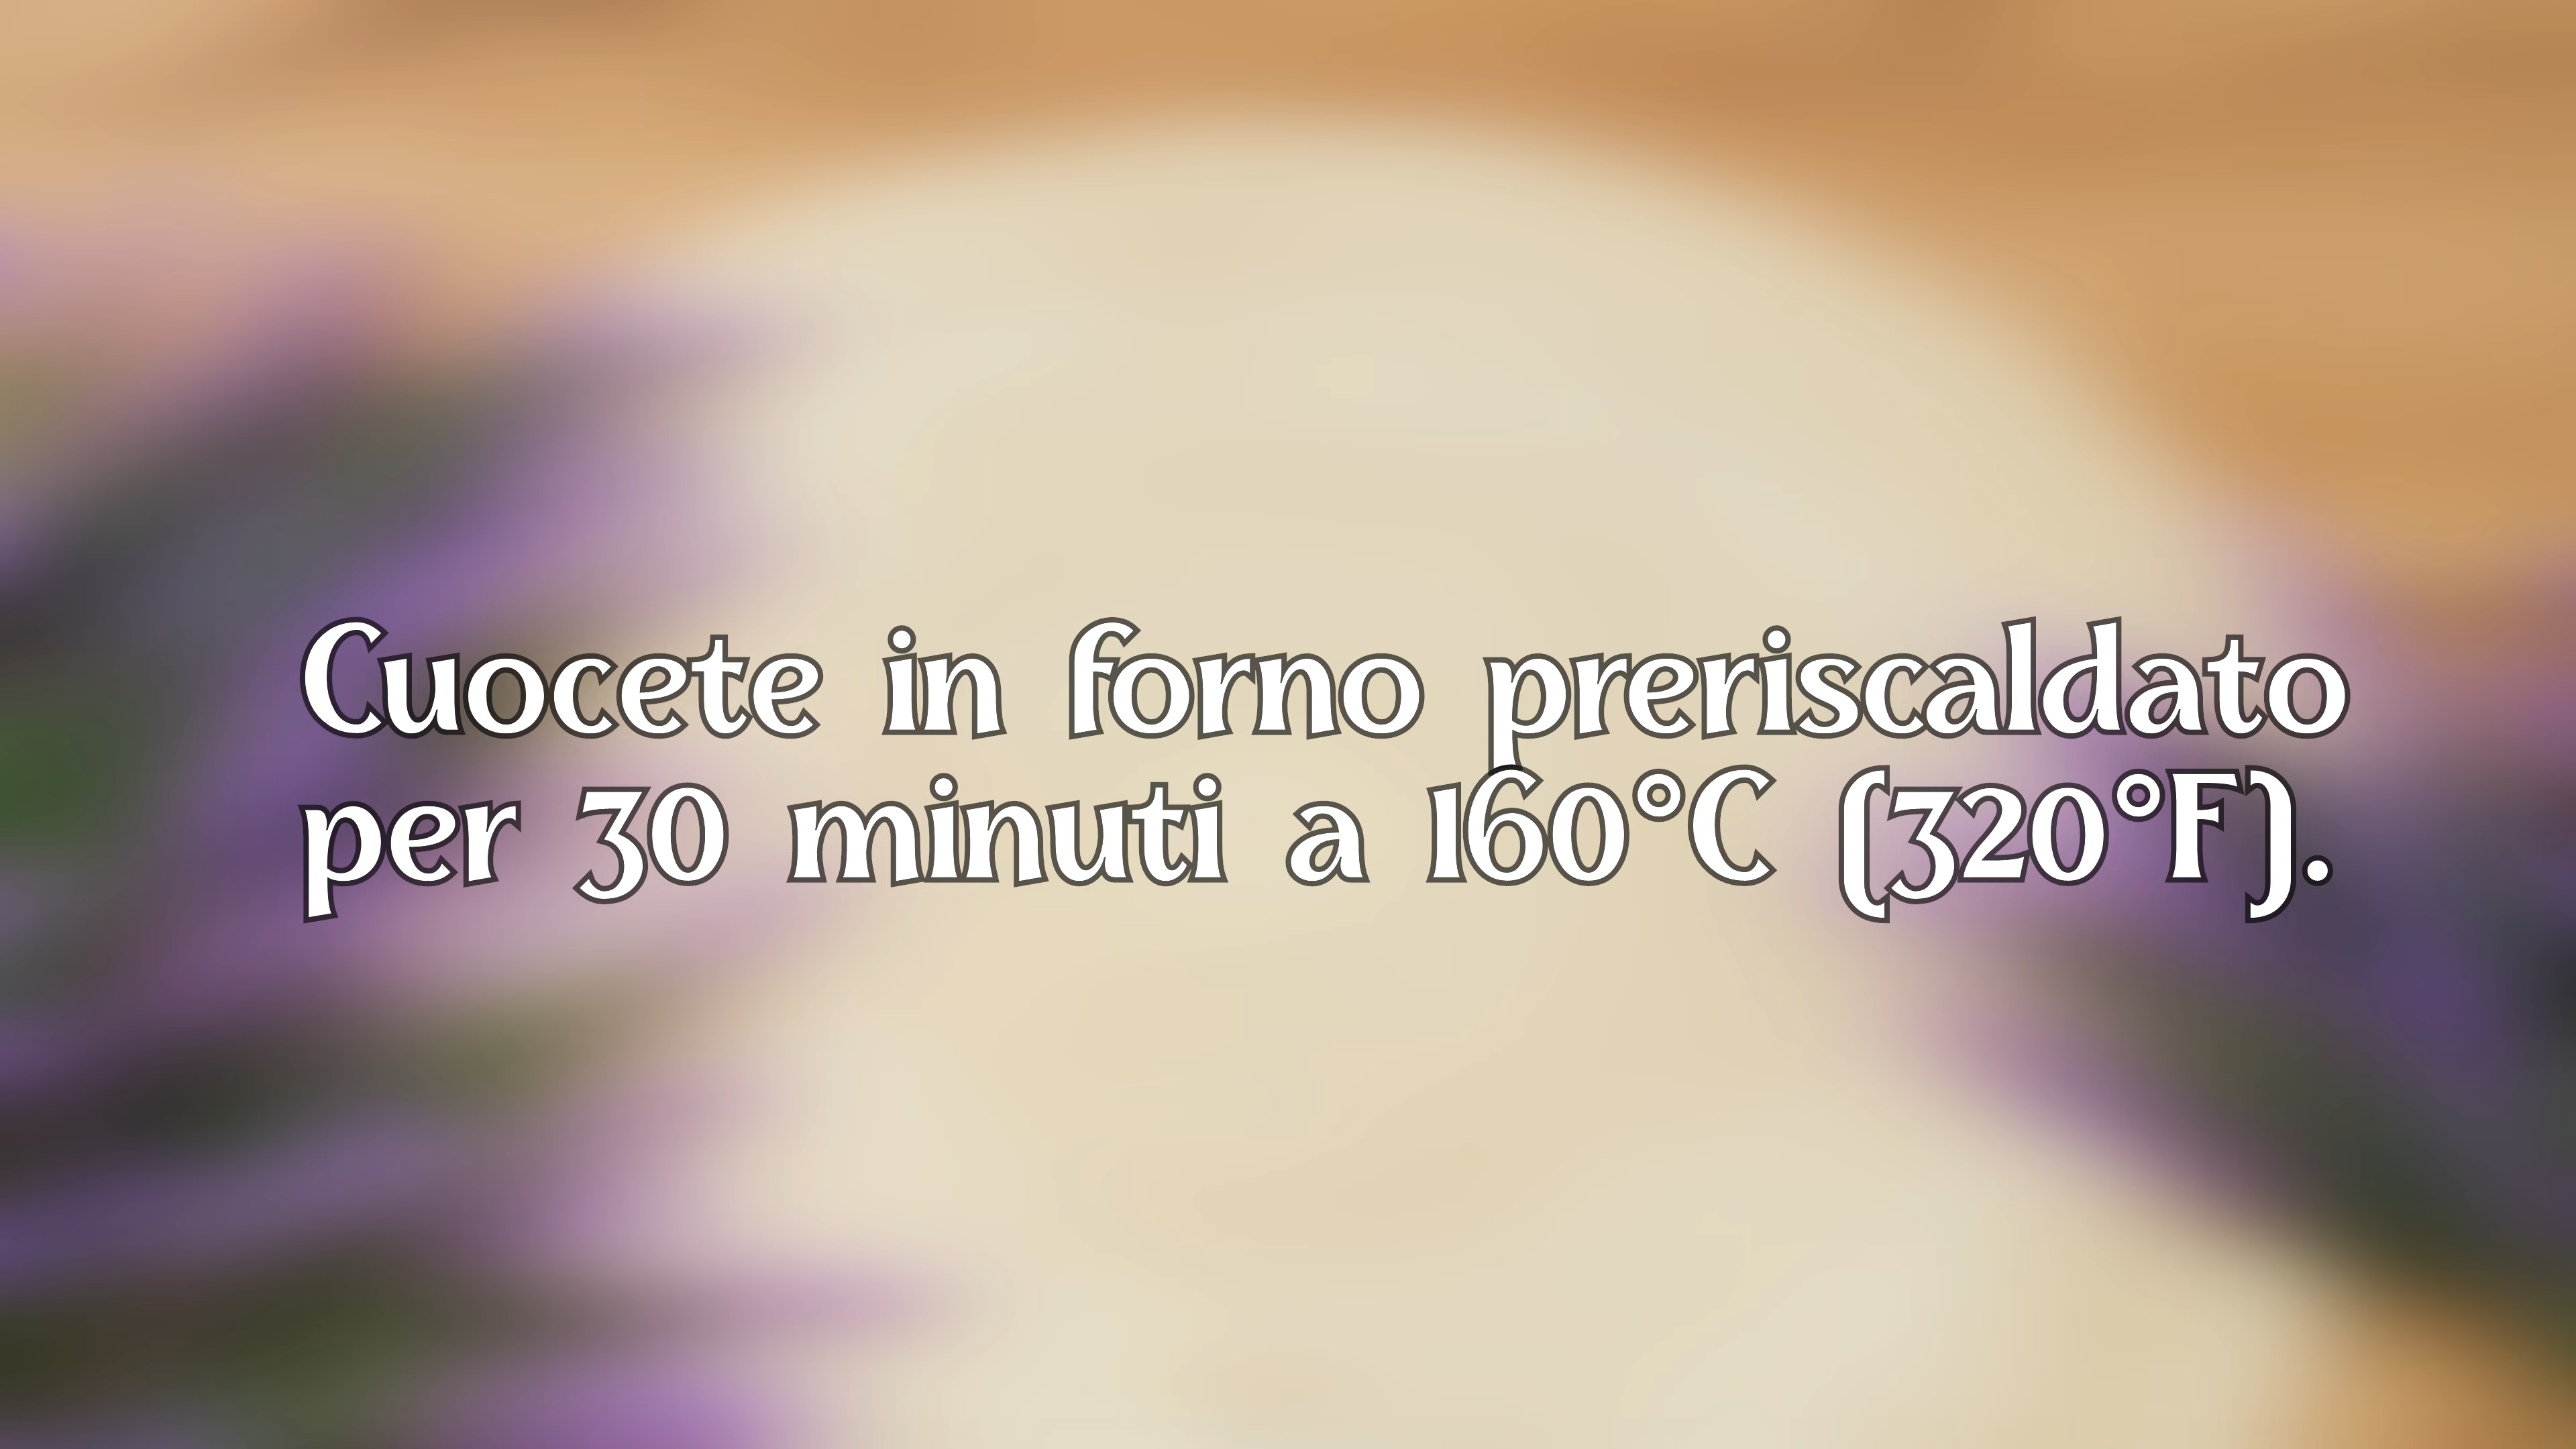 Cuocete in forno preriscaldato
per 30 minuti a 160°C (320°F).